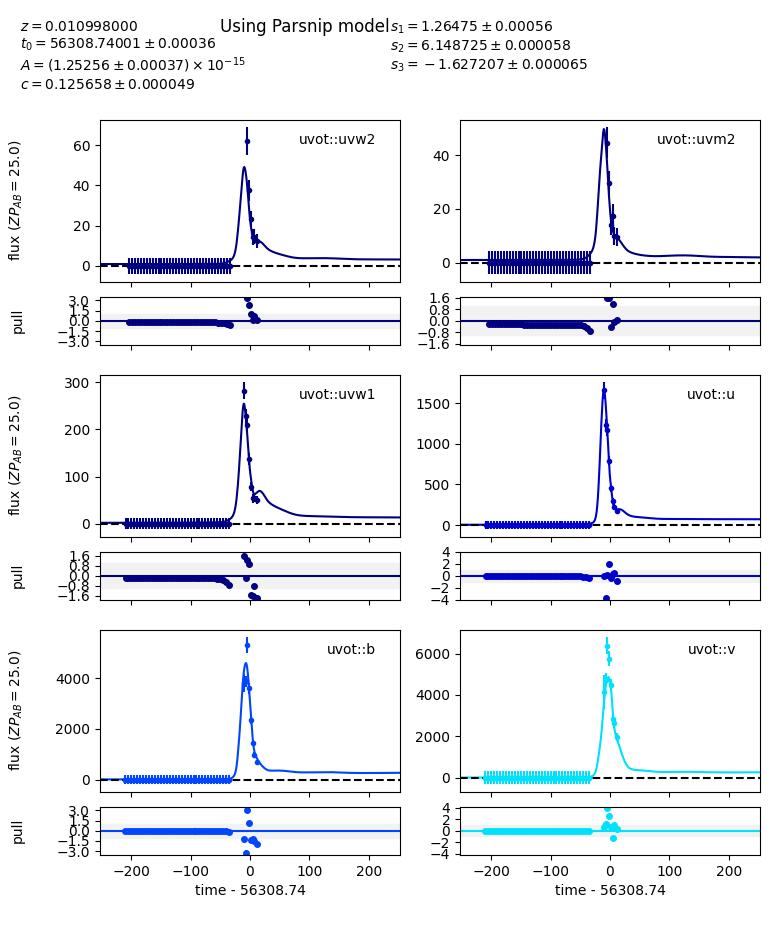 Using Parsnip model
z = 0.010998000
t₀ = 56308.74001 ± 0.00036
A = (1.25256 ± 0.00037) × 10⁻¹⁵
c = 0.125658 ± 0.000049
s₁ = 1.26475 ± 0.00056
s₂ = 6.148725 ± 0.000058
s₃ = −1.627207 ± 0.000065
flux (ZP_AB = 25.0)
60
40
20
0
uvot::uvw2
40
20
0
uvot::uvm2
pull
3.0
1.5
0.0
−1.5
−3.0
1.6
0.8
0.0
−0.8
−1.6
flux (ZP_AB = 25.0)
300
200
100
0
uvot::uvw1
1500
1000
500
0
uvot::u
pull
1.6
0.8
0.0
−0.8
−1.6
4
2
0
−2
−4
flux (ZP_AB = 25.0)
4000
2000
0
uvot::b
6000
4000
2000
0
uvot::v
pull
3.0
1.5
0.0
−1.5
−3.0
4
2
0
−2
−4
−200 −100 0 100 200
time - 56308.74
−200 −100 0 100 200
time - 56308.74